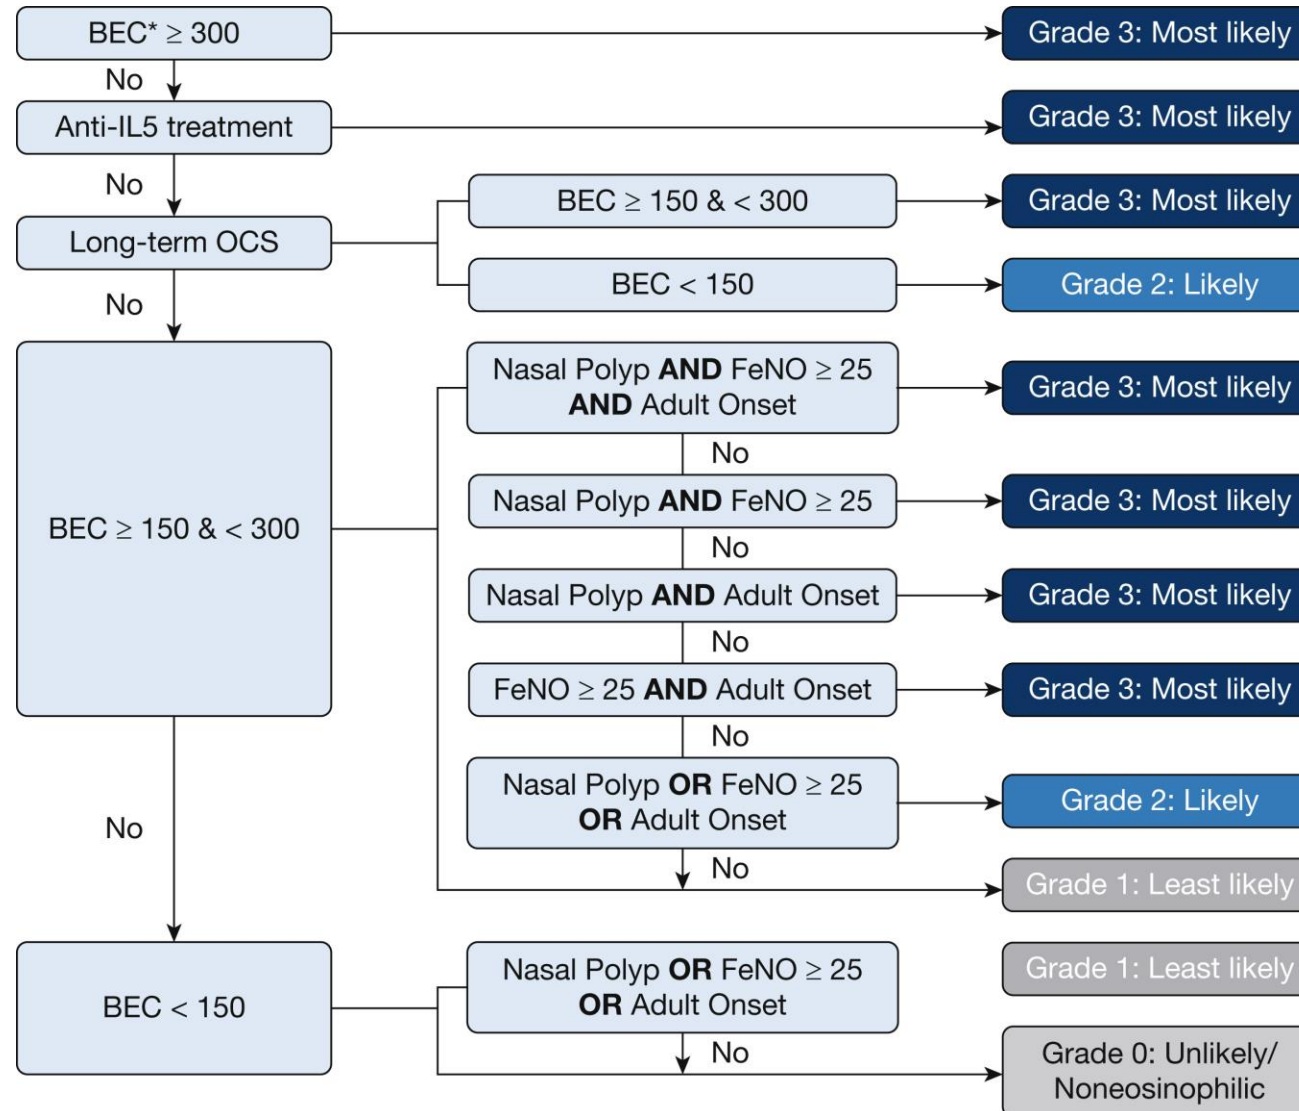 BEC* ≥ 300
Grade 3: Most likely
No
Anti-IL5 treatment
Grade 3: Most likely
No
Long-term OCS
BEC ≥ 150 & < 300
Grade 3: Most likely
BEC < 150
Grade 2: Likely
No
BEC ≥ 150 & < 300
Nasal Polyp AND FeNO ≥ 25
AND Adult Onset
Grade 3: Most likely
No
Nasal Polyp AND FeNO ≥ 25
Grade 3: Most likely
No
Nasal Polyp AND Adult Onset
Grade 3: Most likely
No
FeNO ≥ 25 AND Adult Onset
Grade 3: Most likely
No
Nasal Polyp OR FeNO ≥ 25
OR Adult Onset
Grade 2: Likely
No
Grade 1: Least likely
No
BEC < 150
Nasal Polyp OR FeNO ≥ 25
OR Adult Onset
Grade 1: Least likely
No
Grade 0: Unlikely/
Noneosinophilic